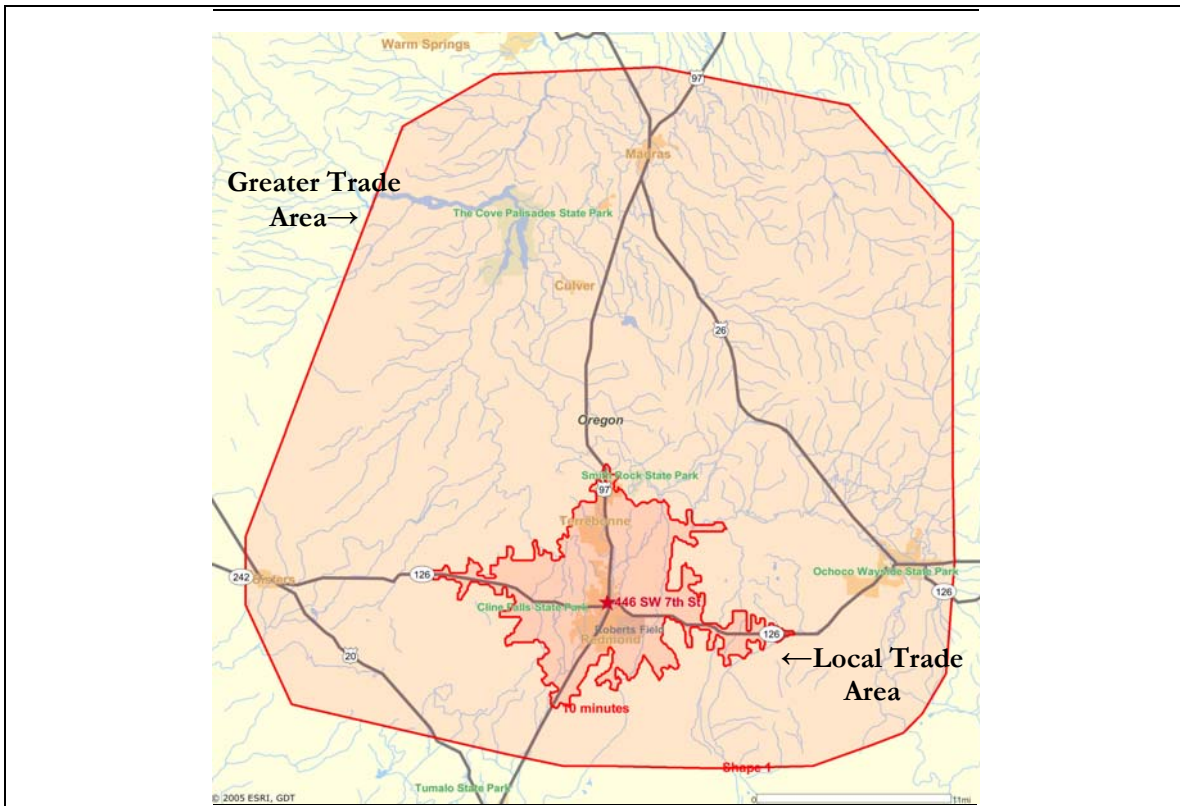 Warm Springs
97
Madras
Greater Trade
Area→
The Cove Palisades State Park
Culver
26
Oregon
Smith Rock State Park
97
Terrebonne
Ochoco Wayside State Park
242
Sisters
126
126
Cline Falls State Park
446 SW 7th St
Roberts Field
Redmond
126
20
←Local Trade
Area
10 minutes
Shape 1
Tumalo State Park
© 2005 ESRI, GDT
0
11mi